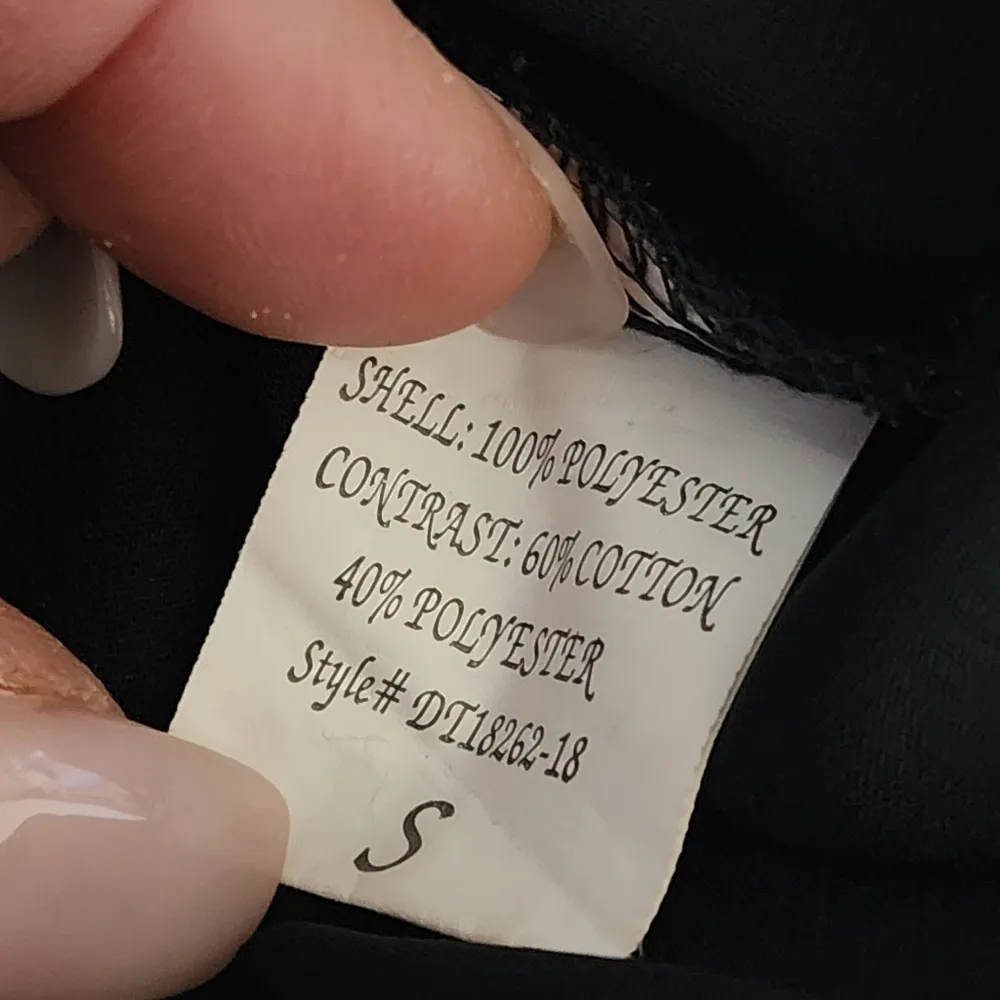 SHELL: 100% POLYESTER
CONTRAST: 60% COTTON
40% POLYESTER
Style# DT18262-18
S